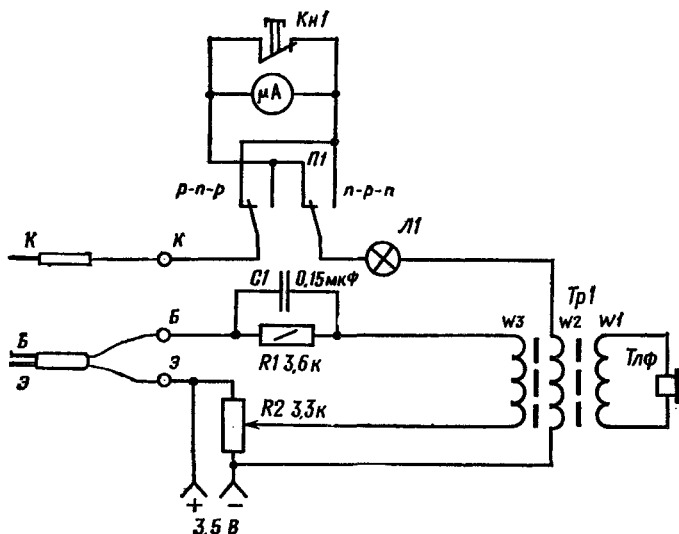 Кн1
μА
П1
p-n-p
n-p-n
К
К
Л1
С1
0,15мкФ
Тр1
Б
w3
w2
w1
Б
R1 3,6к
Тлф
Э
Э
R2 3,3к
+
−
3,5 В